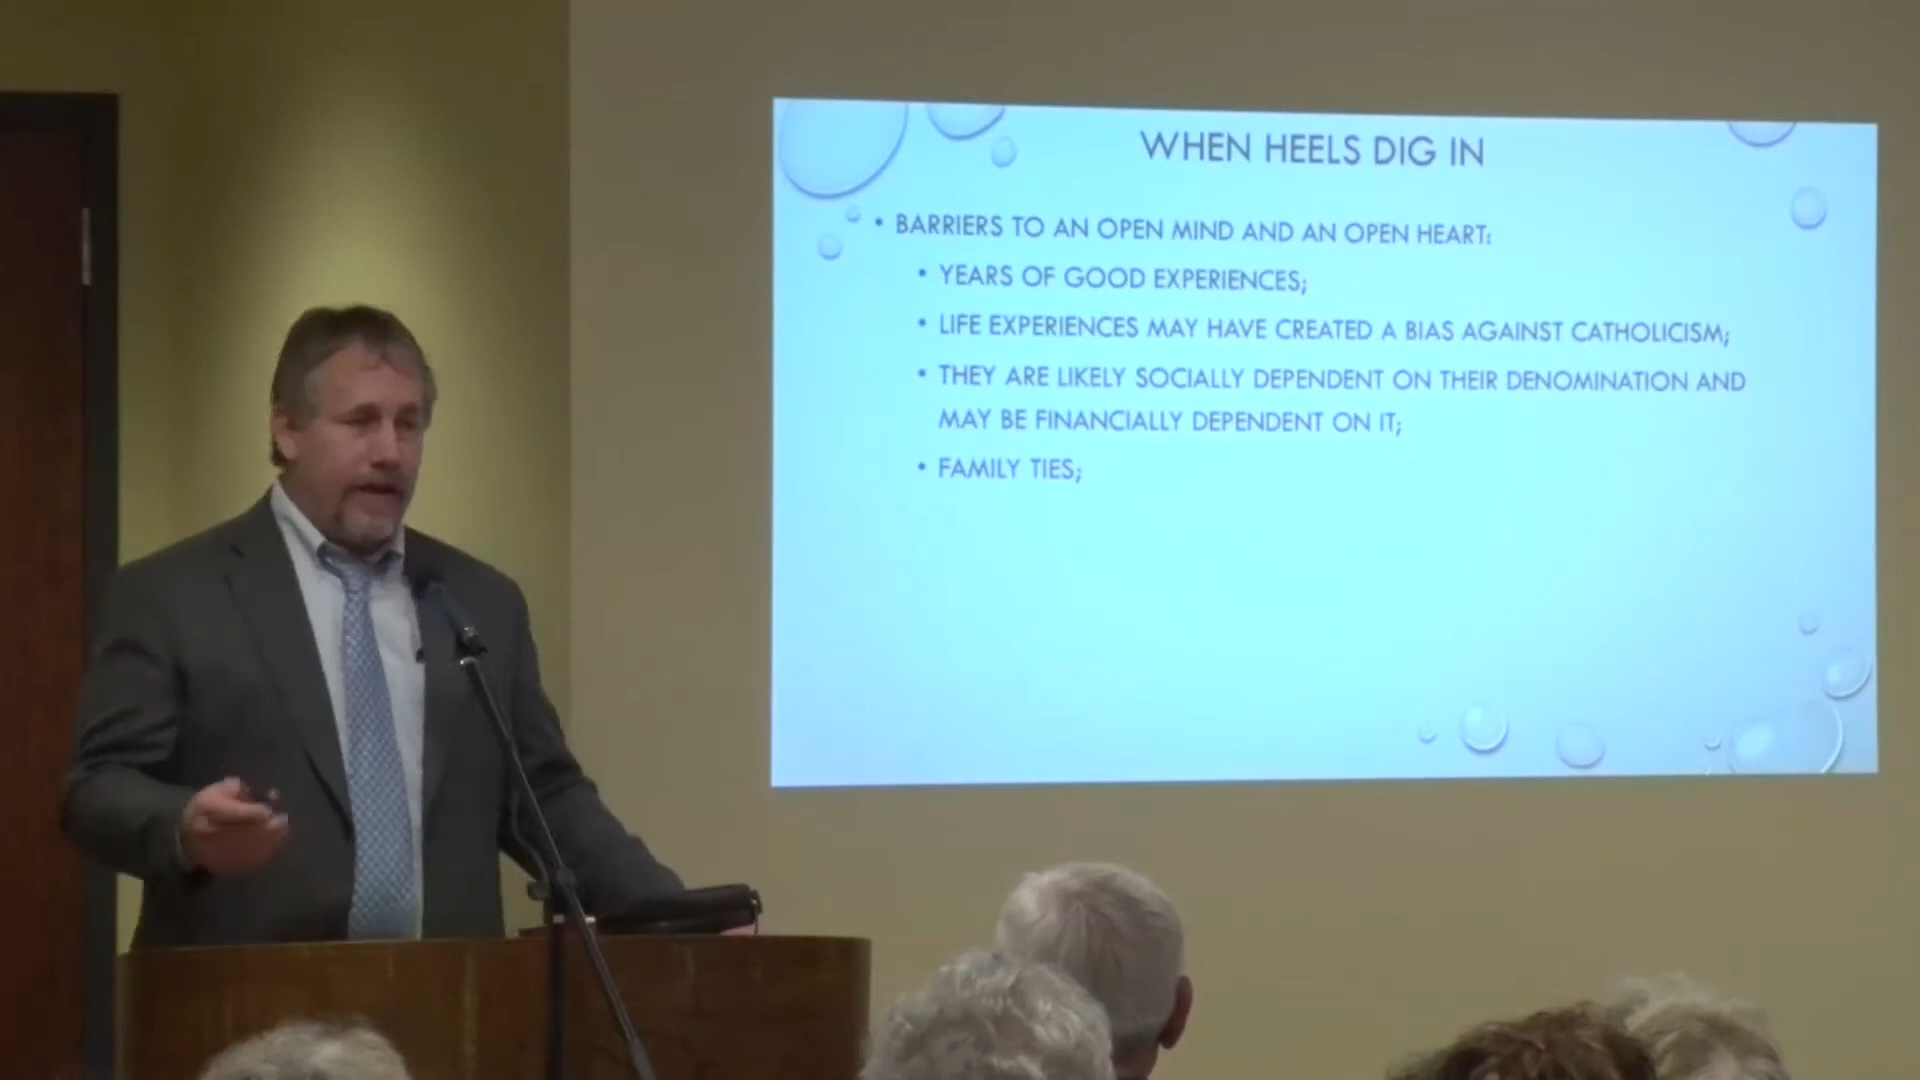 WHEN HEELS DIG IN
• BARRIERS TO AN OPEN MIND AND AN OPEN HEART:
• YEARS OF GOOD EXPERIENCES;
• LIFE EXPERIENCES MAY HAVE CREATED A BIAS AGAINST CATHOLICISM;
• THEY ARE LIKELY SOCIALLY DEPENDENT ON THEIR DENOMINATION AND
MAY BE FINANCIALLY DEPENDENT ON IT;
• FAMILY TIES;